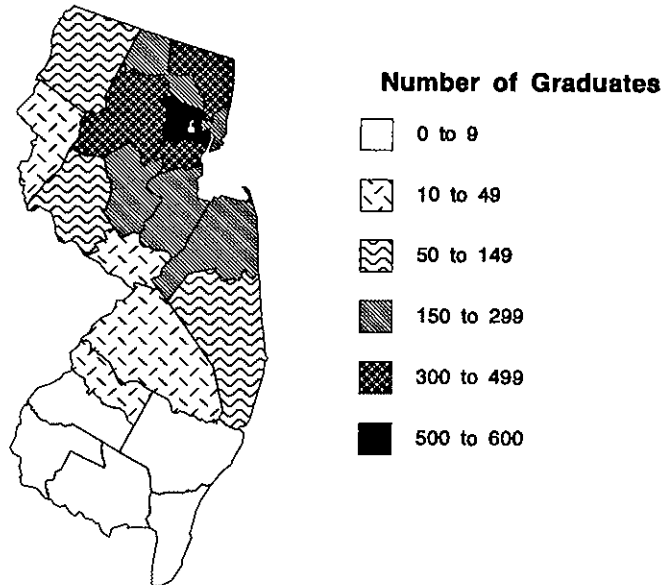 Number of Graduates
0 to 9
10 to 49
50 to 149
150 to 299
300 to 499
500 to 600